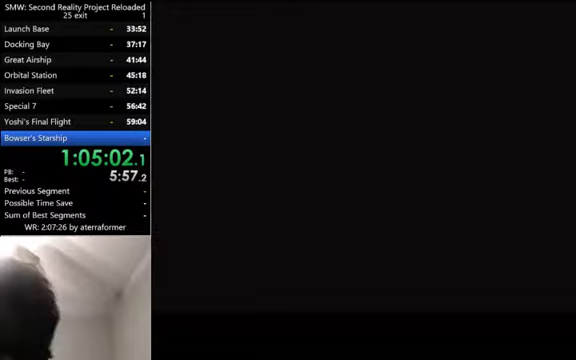 SMW: Second Reality Project Reloaded
25 exit 1
Launch Base - 33:52
Docking Bay - 37:17
Great Airship - 41:44
Orbital Station - 45:18
Invasion Fleet - 52:14
Special 7 - 56:42
Yoshi's Final Flight - 59:04
Bowser's Starship -
1:05:02.1
PB: -
Best: - 5:57.2
Previous Segment -
Possible Time Save -
Sum of Best Segments -
WR: 2:07:26 by aterraformer